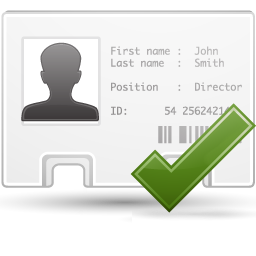 First name : John
Last name : Smith
Position : Director
ID: 54 2562421